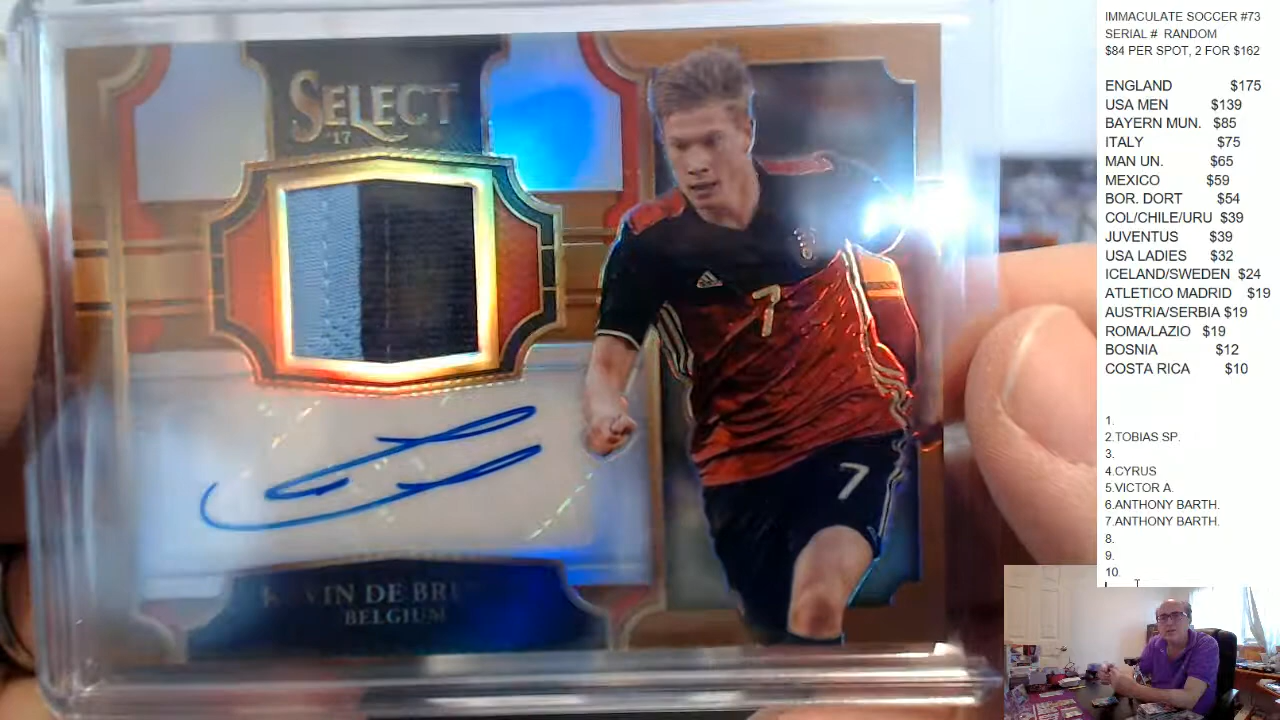 SELECT
'17
7
7
IN DE BR
BELGIUM
IMMACULATE SOCCER #73
SERIAL # RANDOM
$84 PER SPOT, 2 FOR $162
ENGLAND $175
USA MEN $139
BAYERN MUN. $85
ITALY $75
MAN UN. $65
MEXICO $59
BOR. DORT $54
COL/CHILE/URU $39
JUVENTUS $39
USA LADIES $32
ICELAND/SWEDEN $24
ATLETICO MADRID $19
AUSTRIA/SERBIA $19
ROMA/LAZIO $19
BOSNIA $12
COSTA RICA $10
1.
2.TOBIAS SP.
3.
4.CYRUS
5.VICTOR A.
6.ANTHONY BARTH.
7.ANTHONY BARTH.
8.
9.
10.